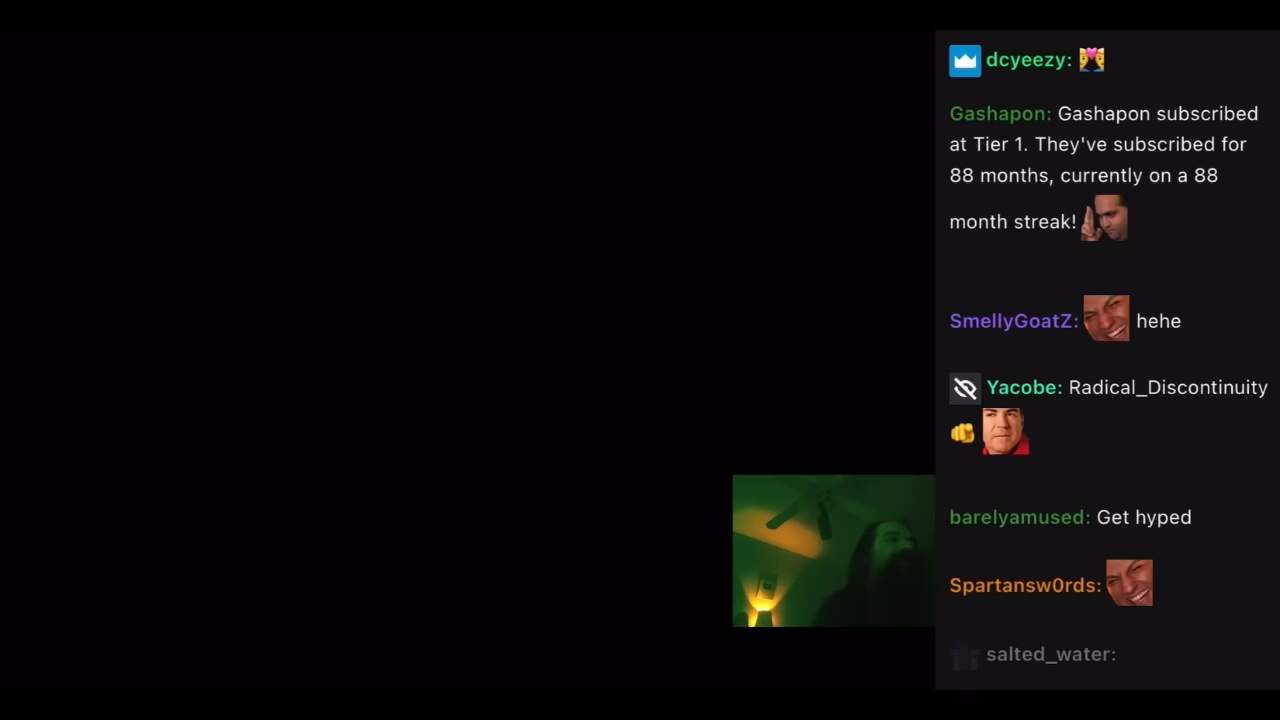 dcyeezy:
Gashapon: Gashapon subscribed
at Tier 1. They've subscribed for
88 months, currently on a 88
month streak!
SmellyGoatZ: hehe
Yacobe: Radical_Discontinuity
barelyamused: Get hyped
Spartansw0rds:
salted_water: